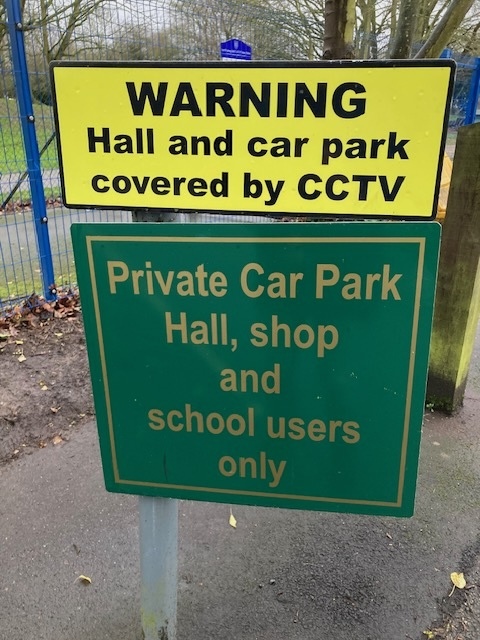 WARNING
Hall and car park
covered by CCTV
Private Car Park
Hall, shop
and
school users
only